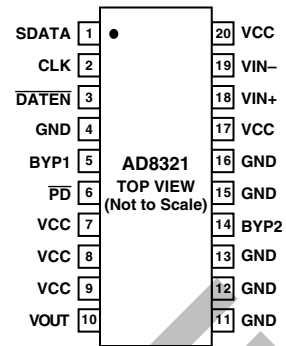 SDATA 1 20 VCC
CLK 2 19 VIN–
DATEN 3 18 VIN+
GND 4 17 VCC
BYP1 5 AD8321 16 GND
PD 6 TOP VIEW 15 GND
(Not to Scale)
VCC 7 14 BYP2
VCC 8 13 GND
VCC 9 12 GND
VOUT 10 11 GND